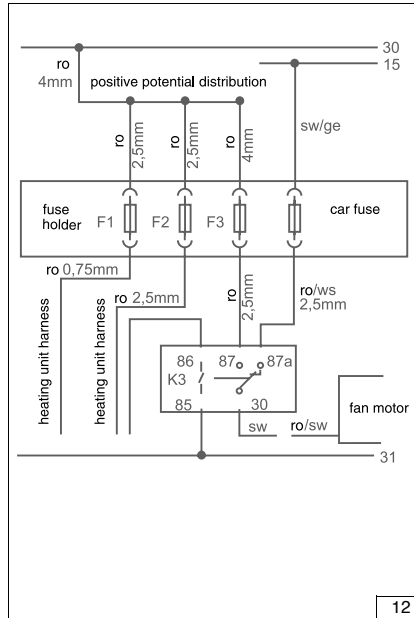 30
ro
4mm
15
positive potential distribution
ro
2,5mm
ro
2,5mm
ro
4mm
sw/ge
fuse
holder
F1
F2
F3
car fuse
ro 0,75mm
ro 2,5mm
ro
2,5mm
ro/ws
2,5mm
heating unit harness
heating unit harness
86
87
87a
K3
85
30
fan motor
sw
ro/sw
31
12